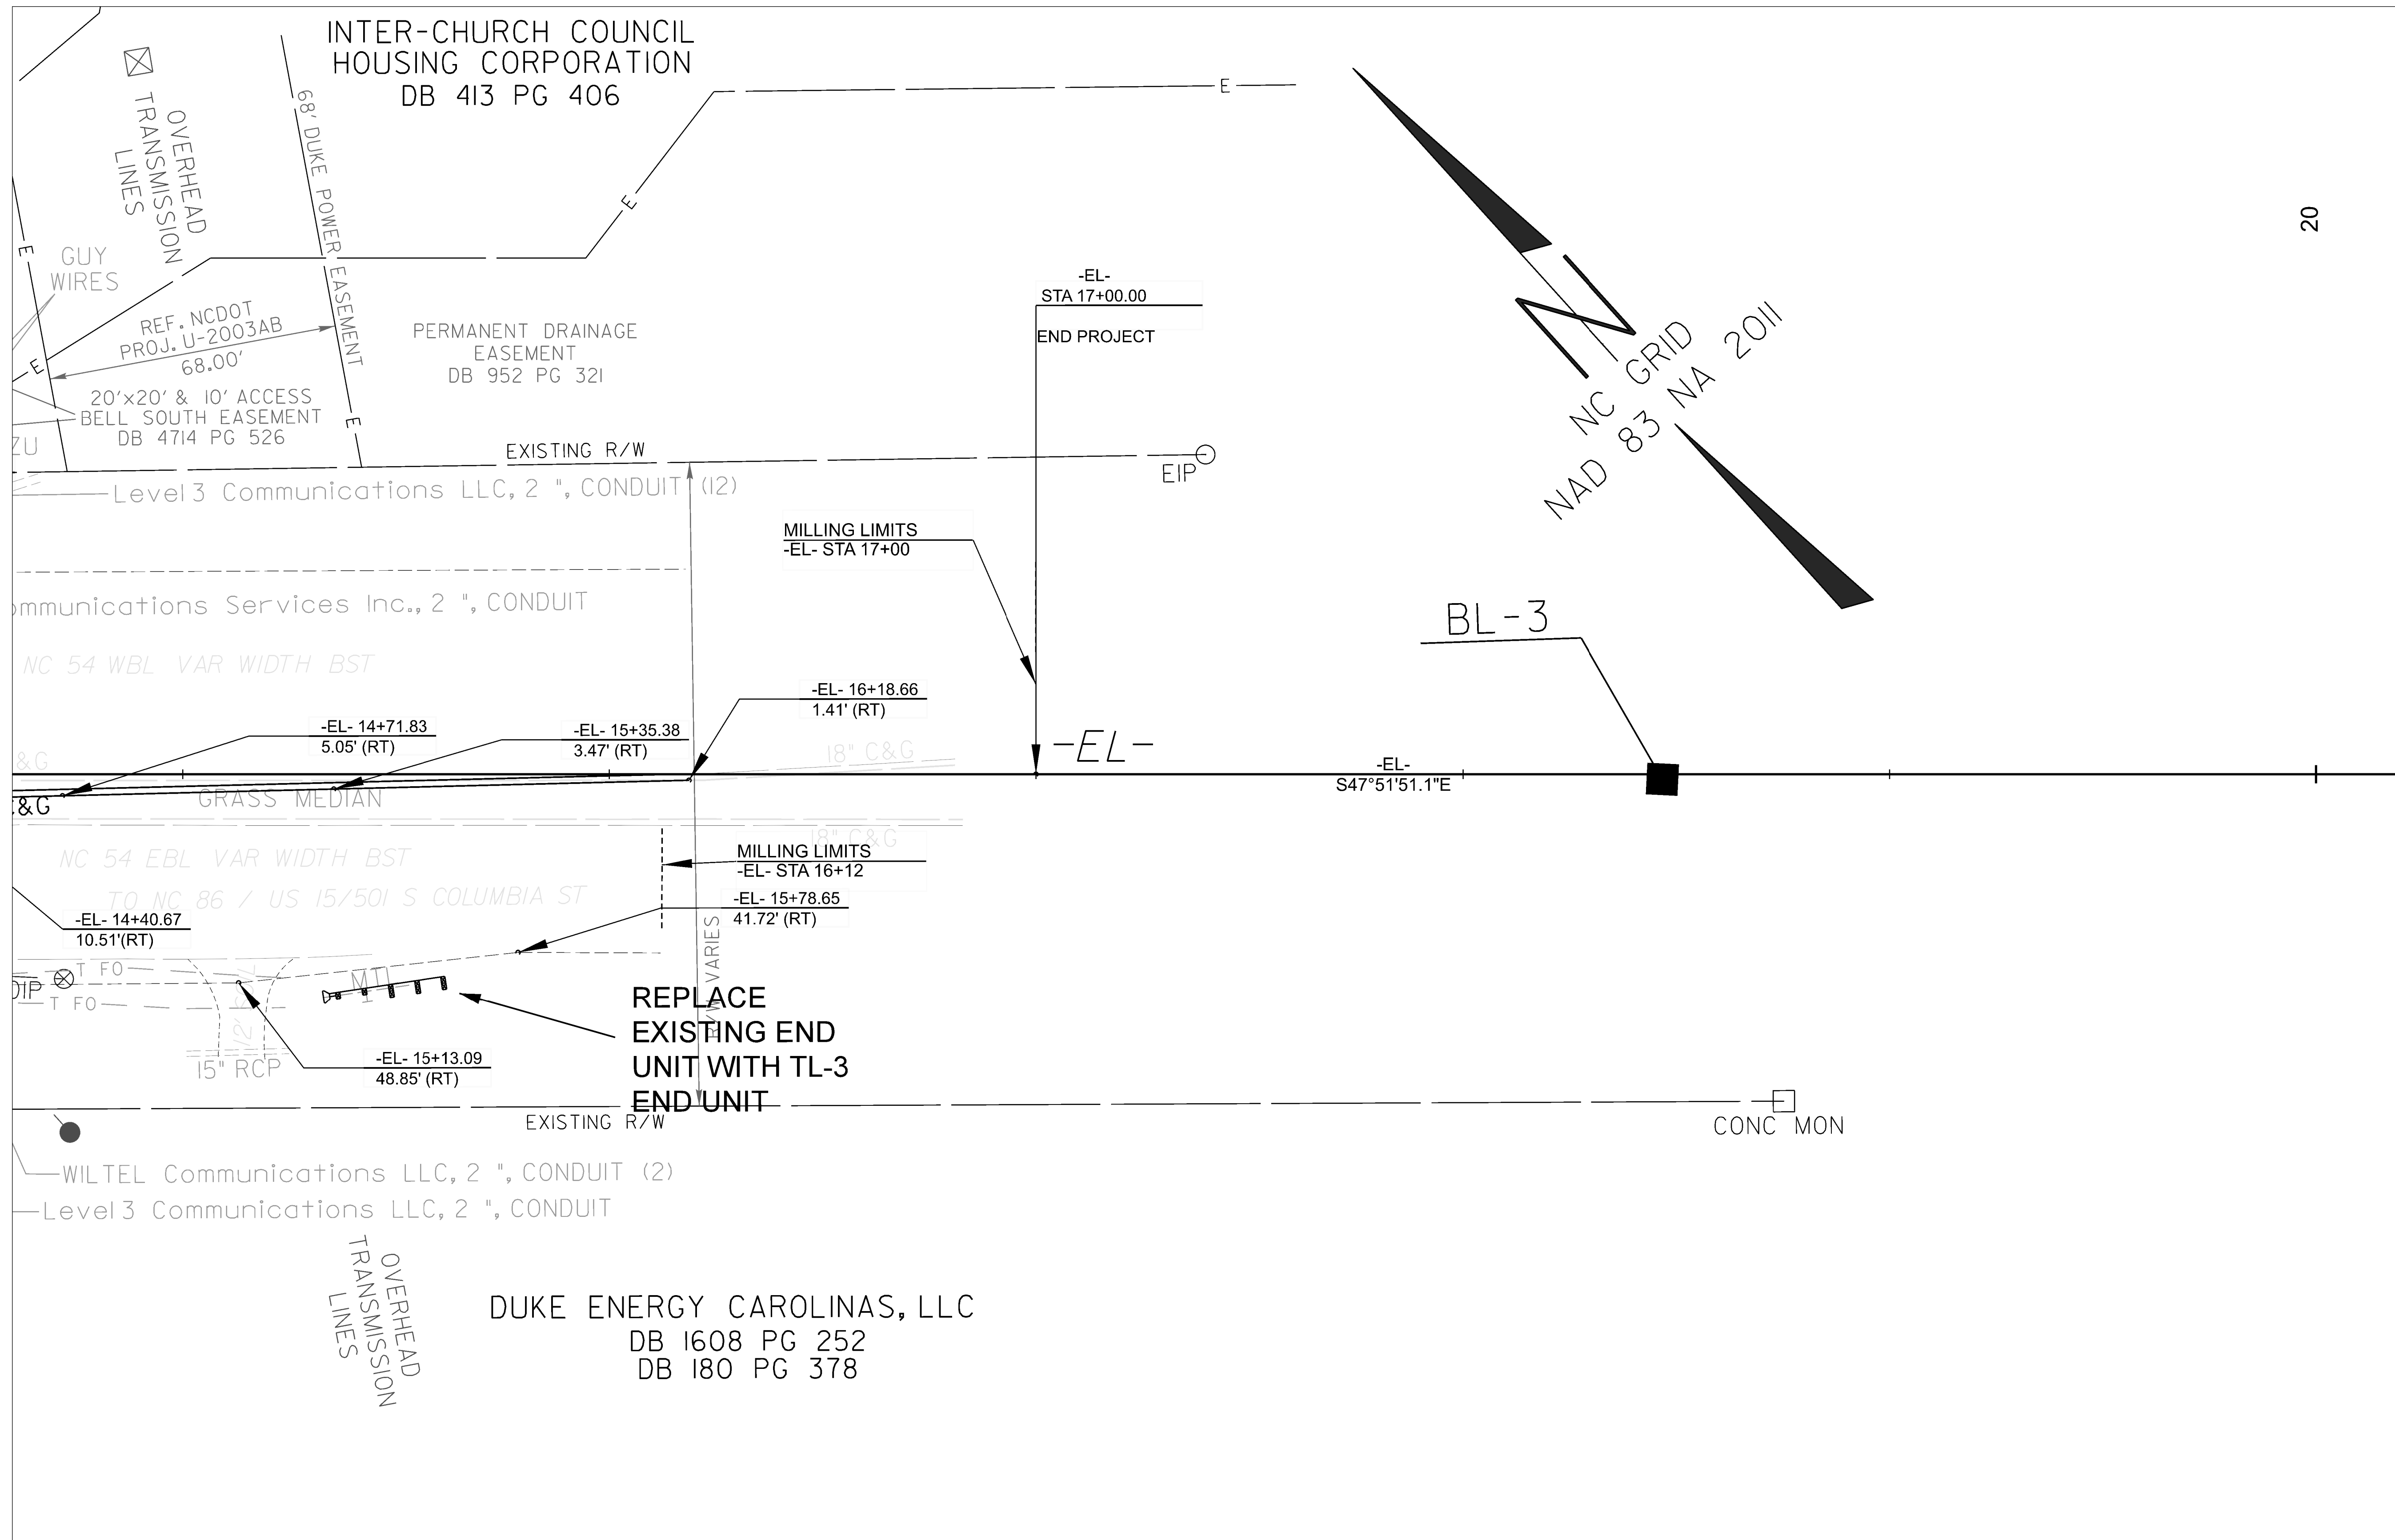 INTER-CHURCH COUNCIL
HOUSING CORPORATION
DB 413 PG 406
OVERHEAD
TRANSMISSION
LINES
68' DUKE POWER EASEMENT
E
E
E
E
E
E
GUY
WIRES
REF. NCDOT
PROJ. U-2003AB
68.00'
20'x20' & 10' ACCESS
BELL SOUTH EASEMENT
DB 4714 PG 526
PERMANENT DRAINAGE
EASEMENT
DB 952 PG 321
-EL-
STA 17+00.00
END PROJECT
NC GRID
NAD 83 NA 2011
20
ZU
EXISTING R/W
EIP
Level 3 Communications LLC, 2 ", CONDUIT (12)
MILLING LIMITS
-EL- STA 17+00
ommunications Services Inc., 2 ", CONDUIT
BL-3
NC 54 WBL VAR WIDTH BST
-EL- 16+18.66
1.41' (RT)
-EL- 14+71.83
5.05' (RT)
-EL- 15+35.38
3.47' (RT)
&G
18" C&G
-EL-
-EL-
S47°51'51.1"E
C&G
GRASS MEDIAN
18" C&G
NC 54 EBL VAR WIDTH BST
MILLING LIMITS
-EL- STA 16+12
TO NC 86 / US 15/501 S COLUMBIA ST
-EL- 15+78.65
41.72' (RT)
-EL- 14+40.67
10.51'(RT)
R/W VARIES
T FO
DIP
T FO
REPLACE
EXISTING END
UNIT WITH TL-3
END UNIT
-EL- 15+13.09
48.85' (RT)
15" RCP
EXISTING R/W
CONC MON
WILTEL Communications LLC, 2 ", CONDUIT (2)
Level 3 Communications LLC, 2 ", CONDUIT
OVERHEAD
TRANSMISSION
LINES
DUKE ENERGY CAROLINAS, LLC
DB 1608 PG 252
DB 180 PG 378